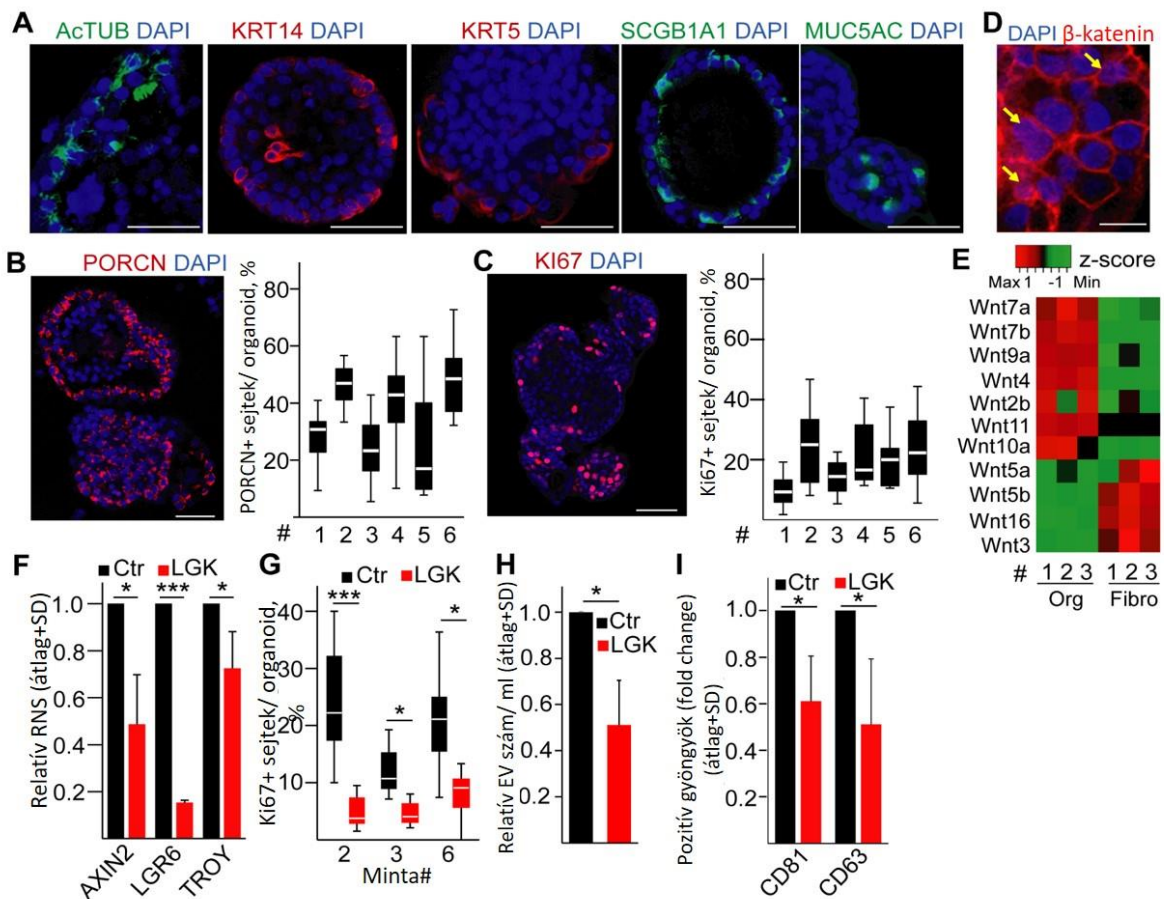 A
AcTUB DAPI
KRT14 DAPI
KRT5 DAPI
SCGB1A1 DAPI
MUC5AC DAPI
D
DAPI β-katenin
B
PORCN DAPI
PORCN+ sejtek/ organoid, %
80
60
40
20
# 1 2 3 4 5 6
C
KI67 DAPI
Ki67+ sejtek/ organoid, %
80
60
40
20
# 1 2 3 4 5 6
E
z-score
Max 1 -1 Min
Wnt7a
Wnt7b
Wnt9a
Wnt4
Wnt2b
Wnt11
Wnt10a
Wnt5a
Wnt5b
Wnt16
Wnt3
# 1 2 3 1 2 3
Org Fibro
F
Ctr LGK
* *** *
Relatív RNS (átlag+SD)
1.0
0.8
0.6
0.4
0.2
AXIN2
LGR6
TROY
G
Ctr LGK
*** * *
Ki67+ sejtek/ organoid,
%
40
30
20
10
2 3 6
Minta#
H
*
Ctr
LGK
Relatív EV szám/ ml (átlag+SD)
1.0
0.8
0.6
0.4
0.2
I
Ctr LGK
* *
Pozitív gyöngyök (fold change)
(átlag+SD)
1.0
0.8
0.6
0.4
0.2
CD81
CD63